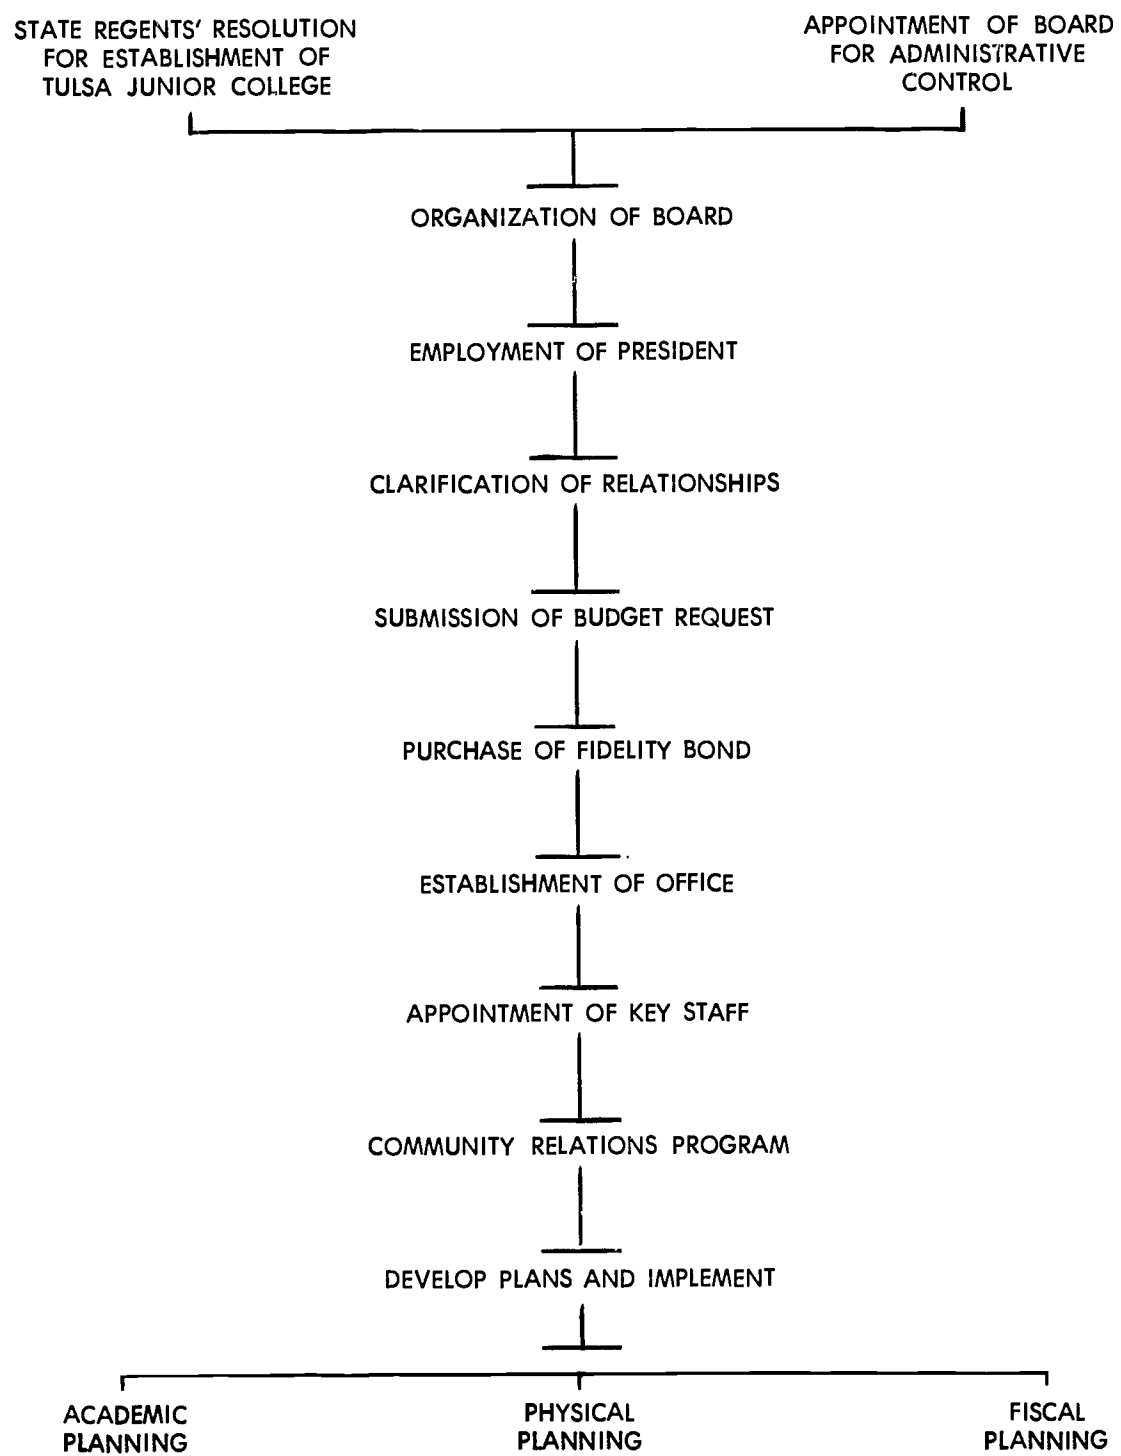 STATE REGENTS' RESOLUTION
FOR ESTABLISHMENT OF
TULSA JUNIOR COLLEGE
APPOINTMENT OF BOARD
FOR ADMINISTRATIVE
CONTROL
ORGANIZATION OF BOARD
EMPLOYMENT OF PRESIDENT
CLARIFICATION OF RELATIONSHIPS
SUBMISSION OF BUDGET REQUEST
PURCHASE OF FIDELITY BOND
ESTABLISHMENT OF OFFICE
APPOINTMENT OF KEY STAFF
COMMUNITY RELATIONS PROGRAM
DEVELOP PLANS AND IMPLEMENT
ACADEMIC
PLANNING
PHYSICAL
PLANNING
FISCAL
PLANNING